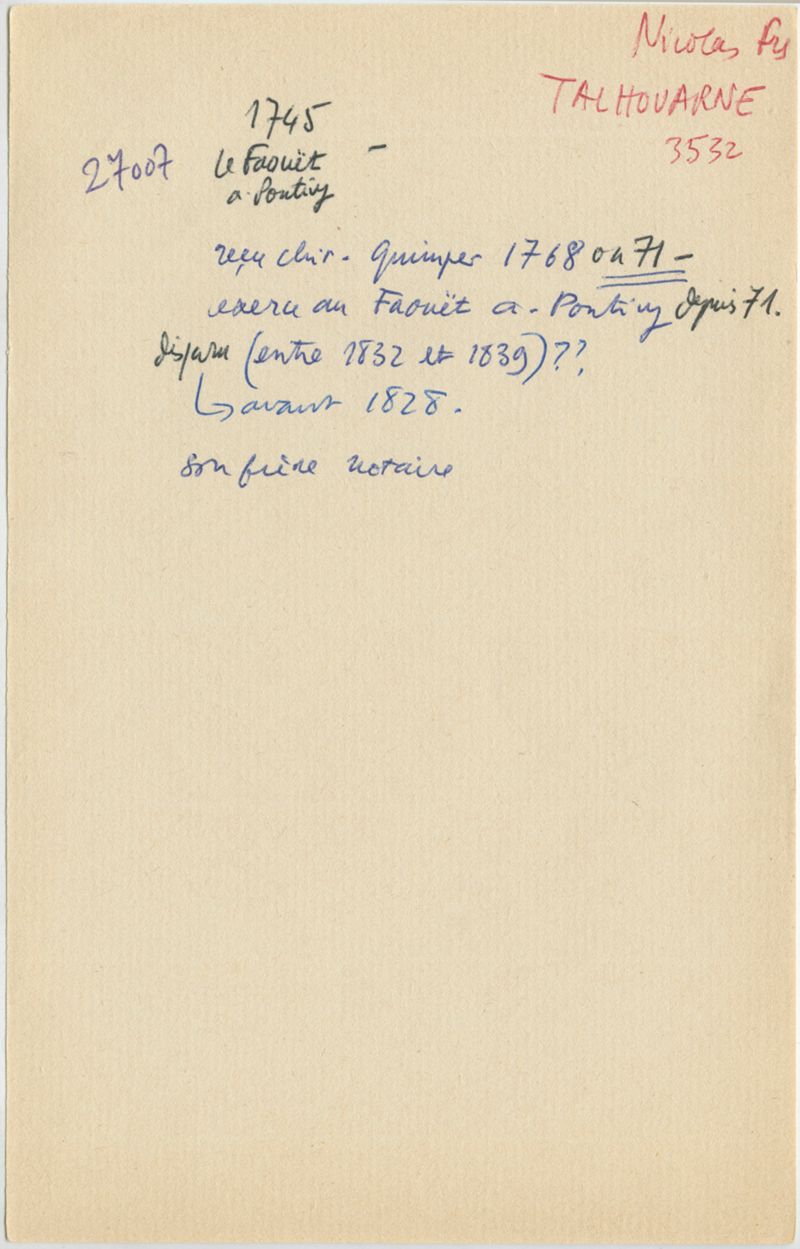 Nicolas Fs
TALHOUARNE
3532
1745 -
27007 Le Faouët
a. Pontivy
reçu chir. Quimper 1768 ou 71 -
exerce au Faouët a. Pontivy depuis 71.
disparu (entre 1832 et 1839)??
↳ avant 1828.
son frère notaire